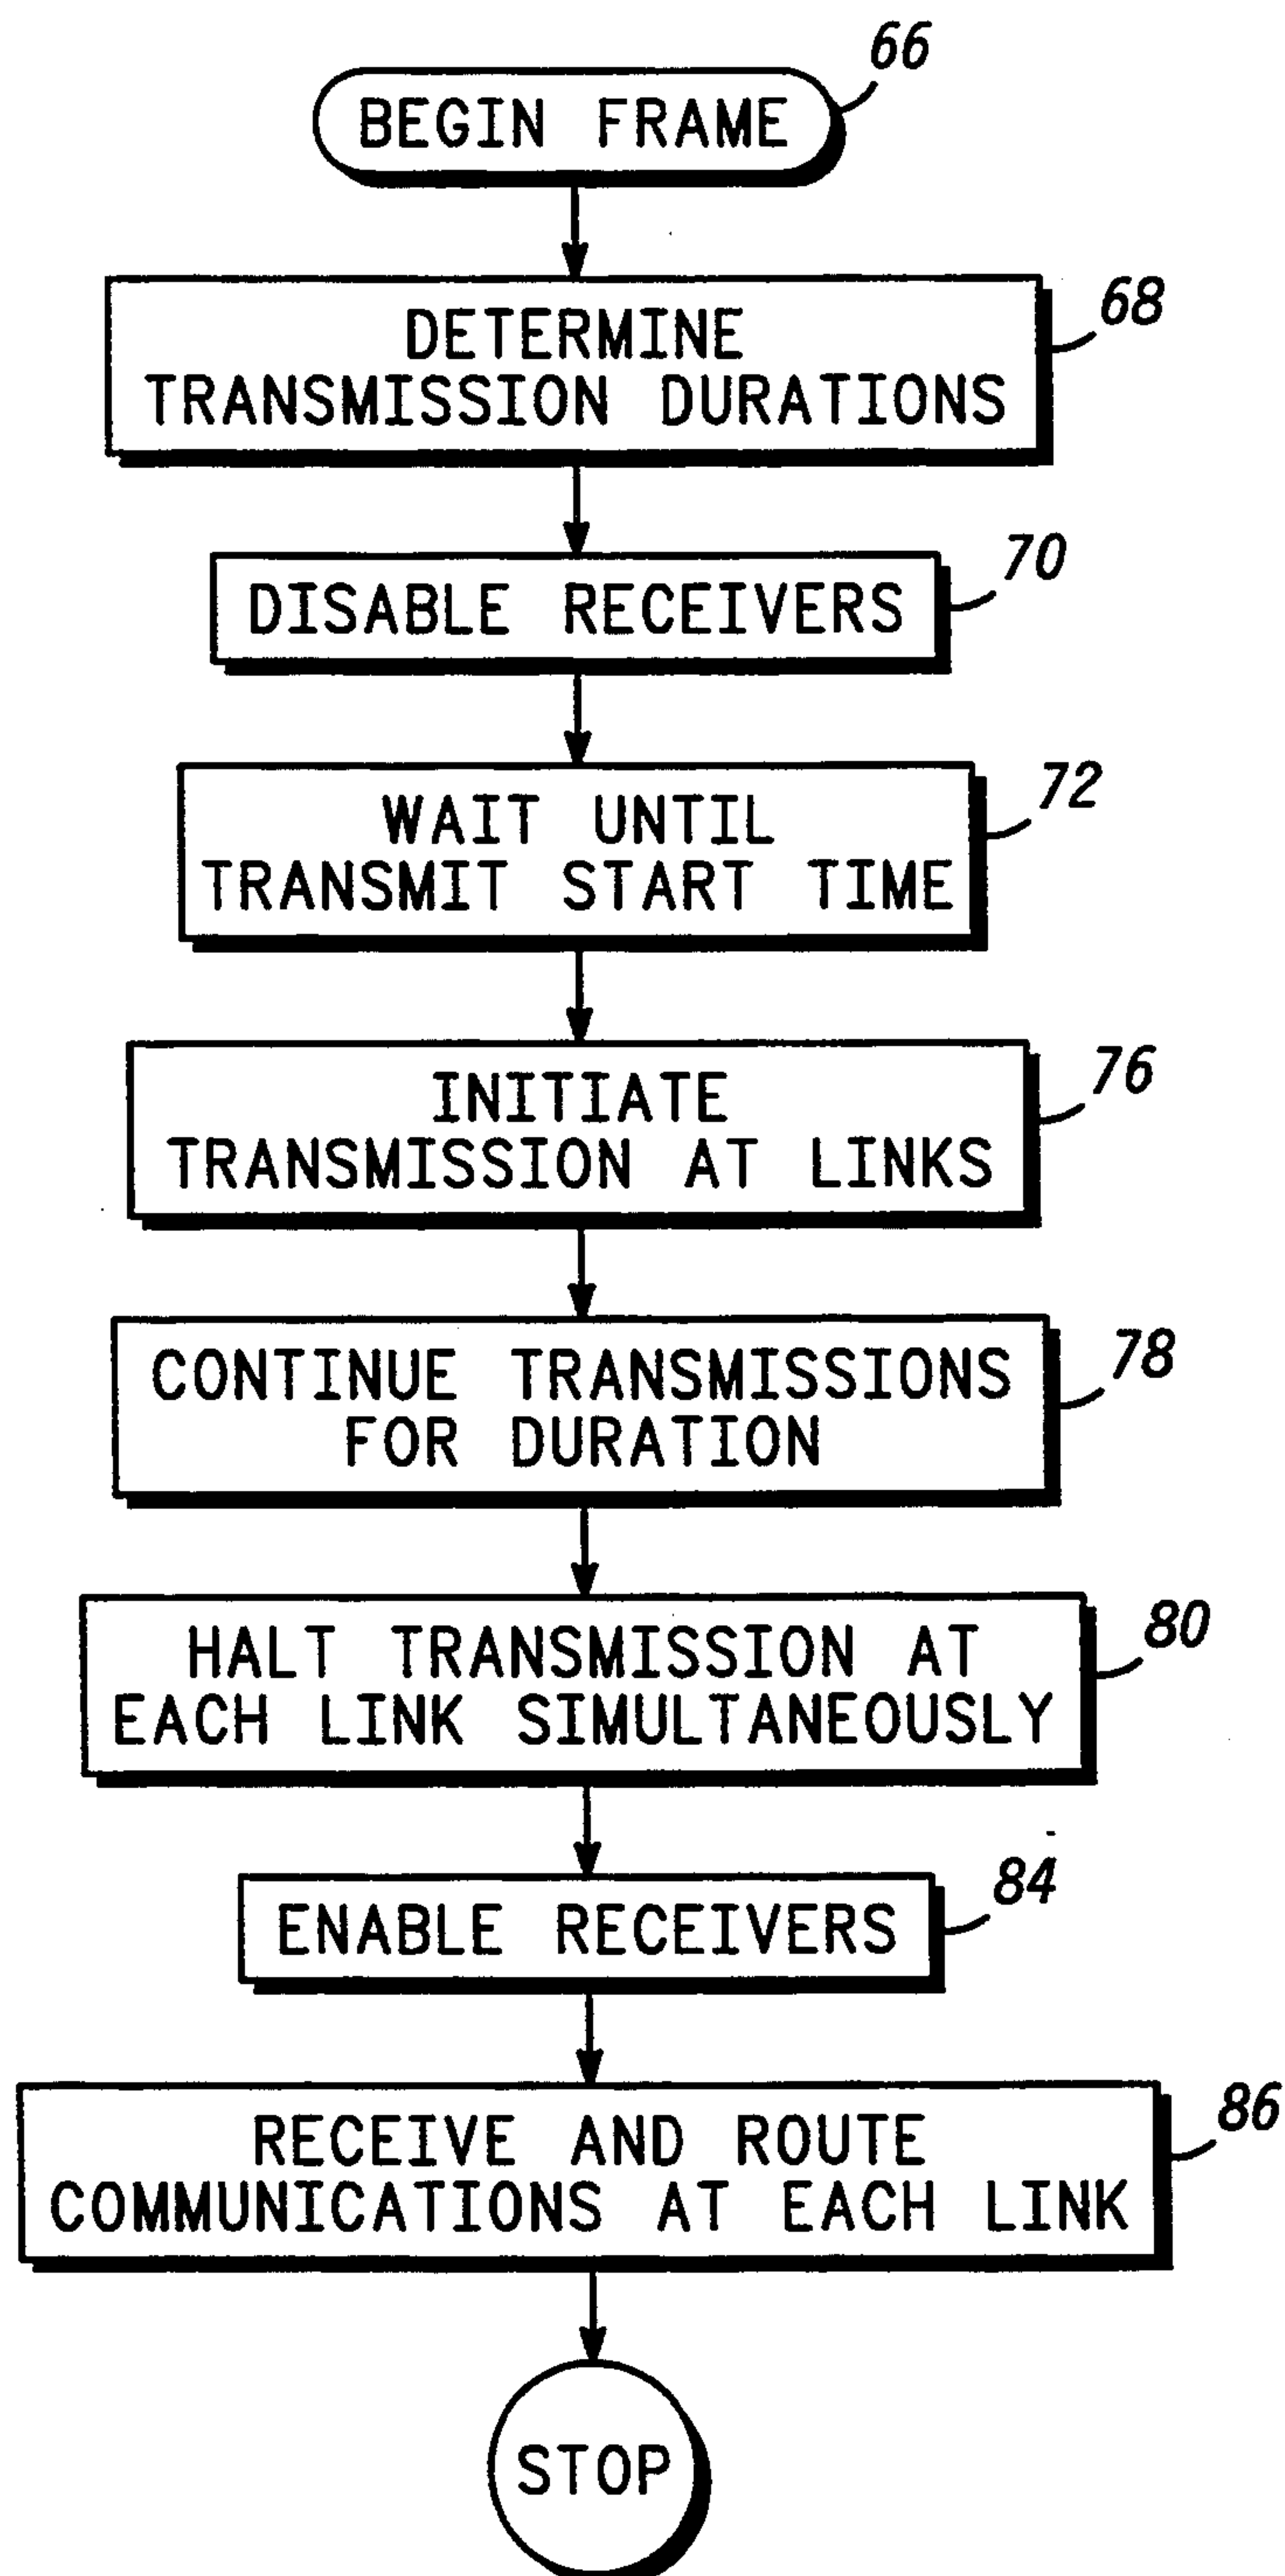 66
BEGIN FRAME
68
DETERMINE
TRANSMISSION DURATIONS
70
DISABLE RECEIVERS
72
WAIT UNTIL
TRANSMIT START TIME
76
INITIATE
TRANSMISSION AT LINKS
78
CONTINUE TRANSMISSIONS
FOR DURATION
80
HALT TRANSMISSION AT
EACH LINK SIMULTANEOUSLY
84
ENABLE RECEIVERS
86
RECEIVE AND ROUTE
COMMUNICATIONS AT EACH LINK
STOP